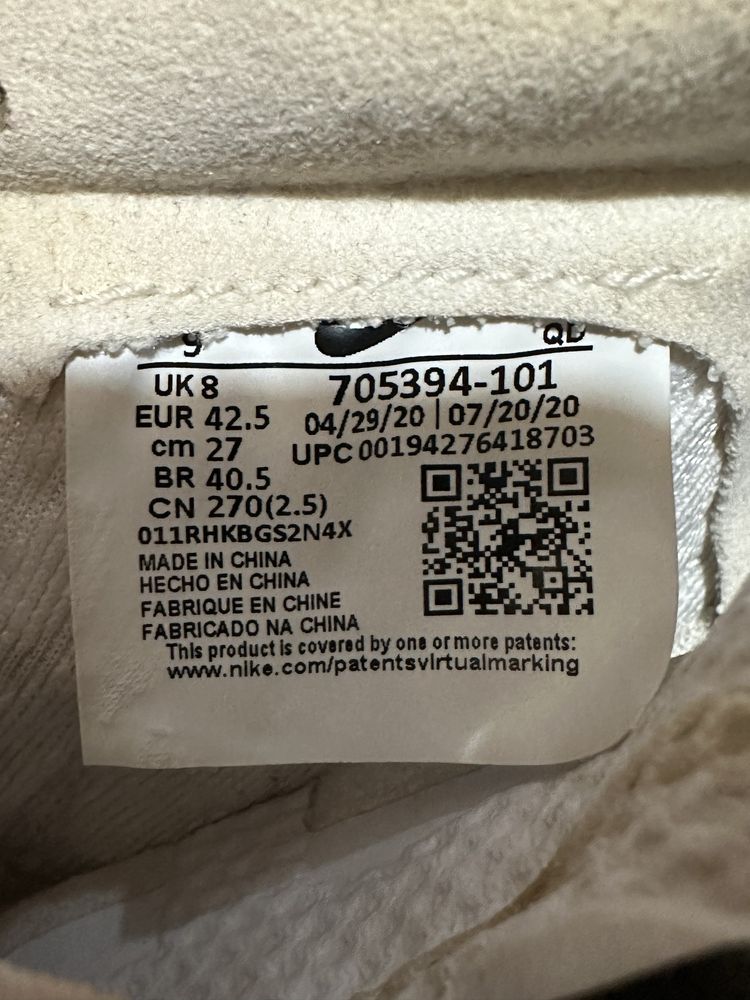 9 QD
UK 8 705394-101
EUR 42.5 04/29/20 | 07/20/20
cm 27 UPC 00194276418703
BR 40.5
CN 270(2.5)
011RHKBGS2N4X
MADE IN CHINA
HECHO EN CHINA
FABRIQUE EN CHINE
FABRICADO NA CHINA
This product is covered by one or more patents:
www.nike.com/patentsvirtualmarking